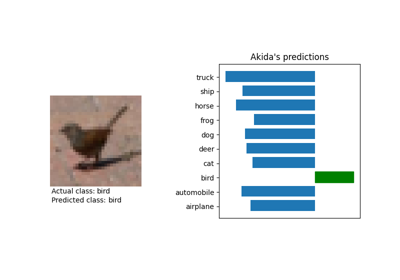 Akida's predictions
truck
ship
horse
frog
dog
deer
cat
bird
automobile
airplane
Actual class: bird
Predicted class: bird